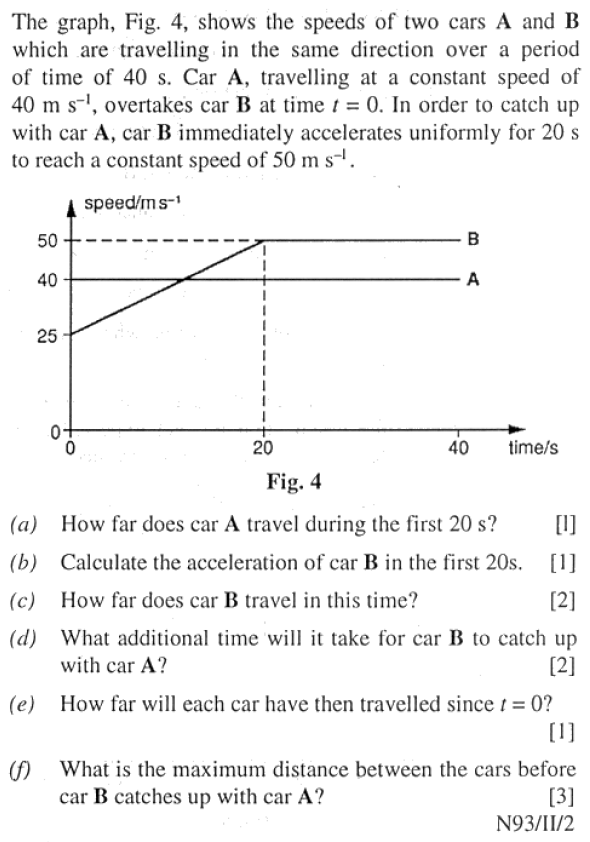 The graph, Fig. 4, shows the speeds of two cars A and B
which are travelling in the same direction over a period
of time of 40 s. Car A, travelling at a constant speed of
40 m s⁻¹, overtakes car B at time t = 0. In order to catch up
with car A, car B immediately accelerates uniformly for 20 s
to reach a constant speed of 50 m s⁻¹.
speed/m s⁻¹
50
B
40
A
25
0
0
20
40
time/s
Fig. 4
(a) How far does car A travel during the first 20 s? [1]
(b) Calculate the acceleration of car B in the first 20s. [1]
(c) How far does car B travel in this time? [2]
(d) What additional time will it take for car B to catch up
with car A? [2]
(e) How far will each car have then travelled since t = 0?
[1]
(f) What is the maximum distance between the cars before
car B catches up with car A? [3]
N93/II/2